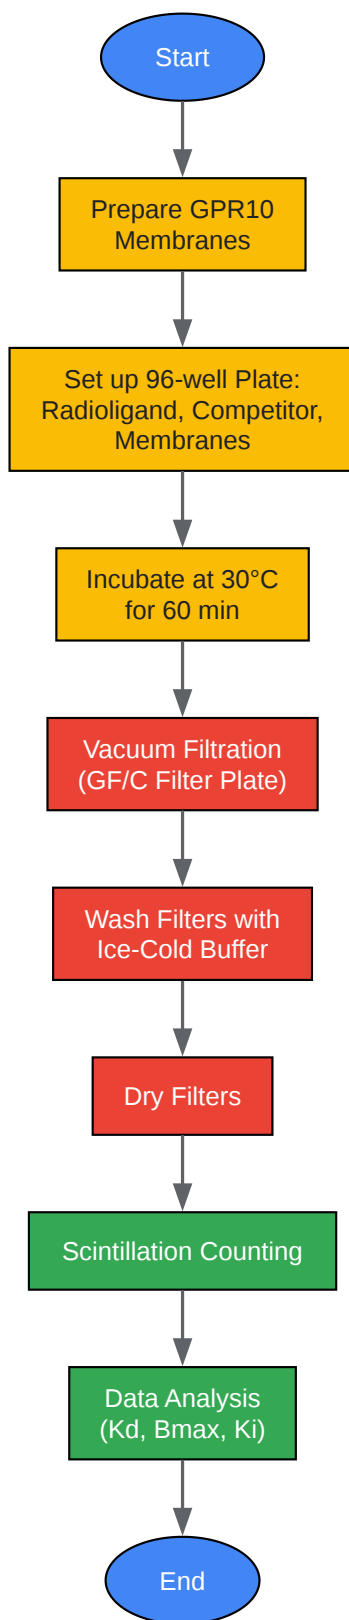 Start
Prepare GPR10
Membranes
Set up 96-well Plate:
Radioligand, Competitor,
Membranes
Incubate at 30°C
for 60 min
Vacuum Filtration
(GF/C Filter Plate)
Wash Filters with
Ice-Cold Buffer
Dry Filters
Scintillation Counting
Data Analysis
(Kd, Bmax, Ki)
End